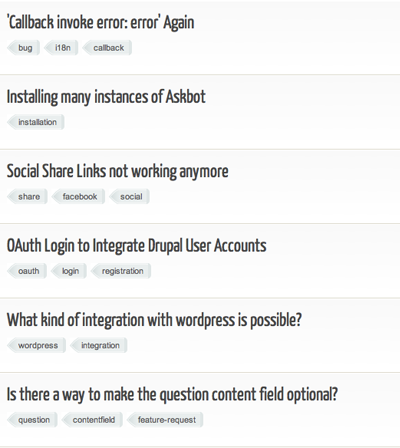 'Callback invoke error: error' Again
bug i18n callback
Installing many instances of Askbot
installation
Social Share Links not working anymore
share facebook social
OAuth Login to Integrate Drupal User Accounts
oauth login registration
What kind of integration with wordpress is possible?
wordpress integration
Is there a way to make the question content field optional?
question contentfield feature-request